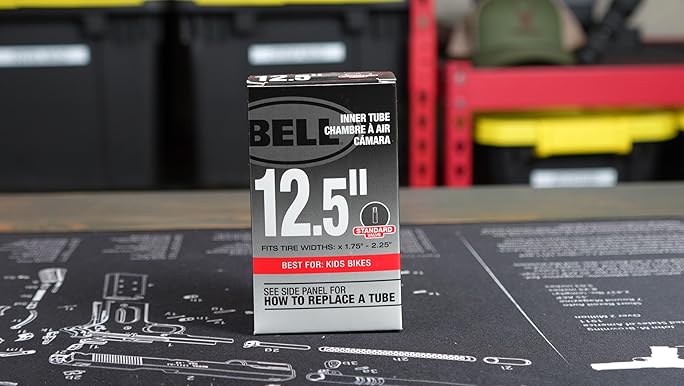 12.5"
BELL
INNER TUBE
CHAMBRE À AIR
CÁMARA
12.5"
STANDARD
VALVE
FITS TIRE WIDTHS: x 1.75" - 2.25"
BEST FOR: KIDS BIKES
SEE SIDE PANEL FOR
HOW TO REPLACE A TUBE